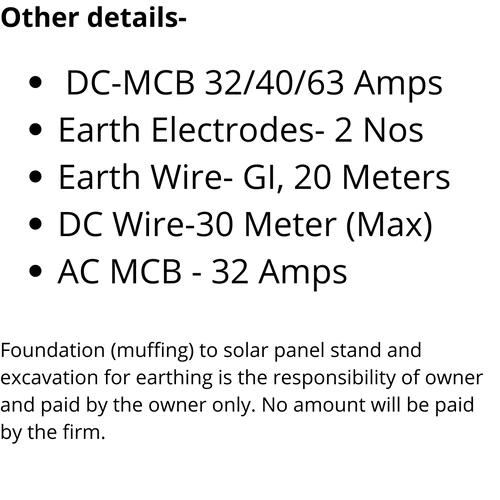 Other details-
• DC-MCB 32/40/63 Amps
• Earth Electrodes- 2 Nos
• Earth Wire- GI, 20 Meters
• DC Wire-30 Meter (Max)
• AC MCB - 32 Amps
Foundation (muffing) to solar panel stand and
excavation for earthing is the responsibility of owner
and paid by the owner only. No amount will be paid
by the firm.